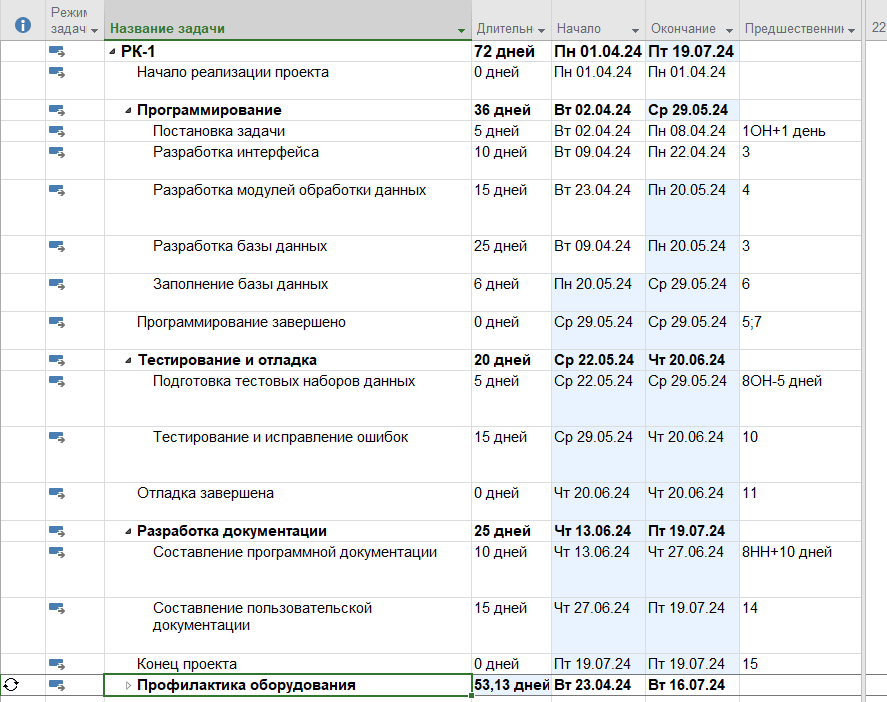 Режим
задач
Название задачи
Длительн
Начало
Окончание
Предшественник
22
РК-1 72 дней Пн 01.04.24 Пт 19.07.24
Начало реализации проекта 0 дней Пн 01.04.24 Пн 01.04.24
Программирование 36 дней Вт 02.04.24 Ср 29.05.24
Постановка задачи 5 дней Вт 02.04.24 Пн 08.04.24 1ОН+1 день
Разработка интерфейса 10 дней Вт 09.04.24 Пн 22.04.24 3
Разработка модулей обработки данных 15 дней Вт 23.04.24 Пн 20.05.24 4
Разработка базы данных 25 дней Вт 09.04.24 Пн 20.05.24 3
Заполнение базы данных 6 дней Пн 20.05.24 Ср 29.05.24 6
Программирование завершено 0 дней Ср 29.05.24 Ср 29.05.24 5;7
Тестирование и отладка 20 дней Ср 22.05.24 Чт 20.06.24
Подготовка тестовых наборов данных 5 дней Ср 22.05.24 Ср 29.05.24 8ОН-5 дней
Тестирование и исправление ошибок 15 дней Ср 29.05.24 Чт 20.06.24 10
Отладка завершена 0 дней Чт 20.06.24 Чт 20.06.24 11
Разработка документации 25 дней Чт 13.06.24 Пт 19.07.24
Составление программной документации 10 дней Чт 13.06.24 Чт 27.06.24 8НН+10 дней
Составление пользовательской 15 дней Чт 27.06.24 Пт 19.07.24 14
документации
Конец проекта 0 дней Пт 19.07.24 Пт 19.07.24 15
Профилактика оборудования 53,13 дней Вт 23.04.24 Вт 16.07.24